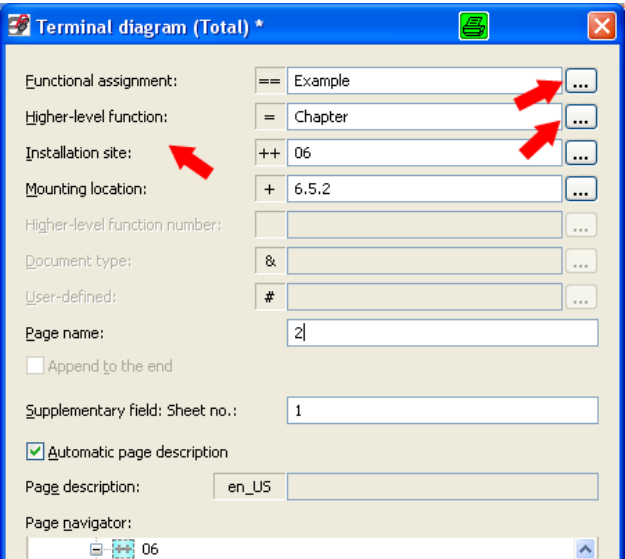 Terminal diagram (Total) *
Functional assignment: == Example ...
Higher-level function: = Chapter ...
Installation site: ++ 06 ...
Mounting location: + 6.5.2 ...
Higher-level function number: ...
Document type: & ...
User-defined: # ...
Page name: 2
Append to the end
Supplementary field: Sheet no.: 1
Automatic page description
Page description: en_US
Page navigator:
++ 06